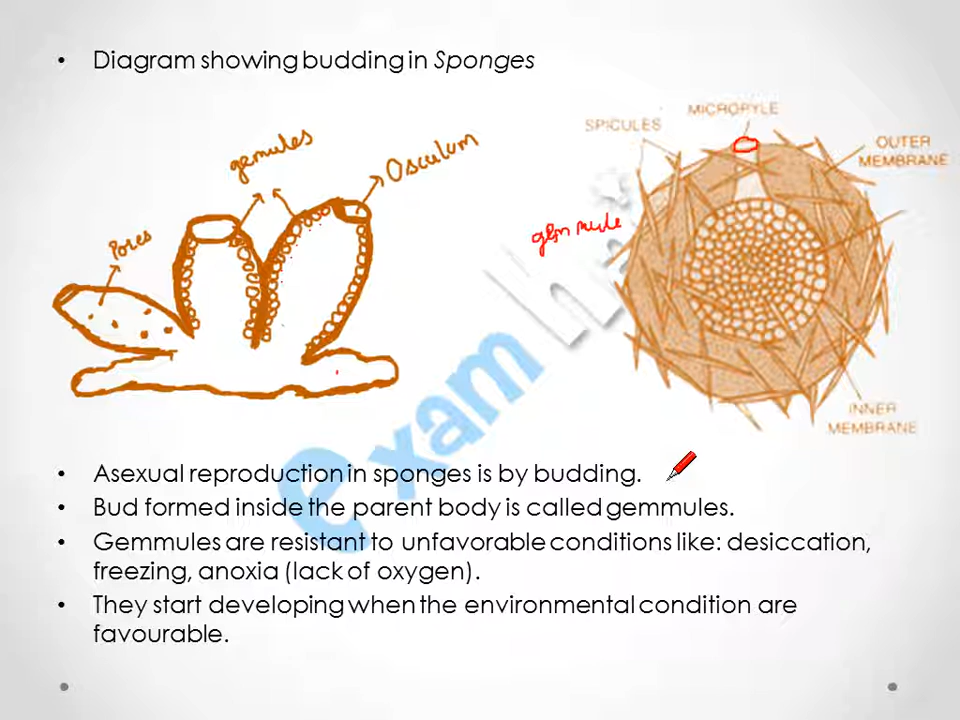 • Diagram showing budding in Sponges
gemules
Osculum
Pores
MICROPYLE
SPICULES
OUTER
MEMBRANE
gemmule
INNER
MEMBRANE
exam
• Asexual reproduction in sponges is by budding.
• Bud formed inside the parent body is called gemmules.
• Gemmules are resistant to unfavorable conditions like: desiccation,
freezing, anoxia (lack of oxygen).
• They start developing when the environmental condition are
favourable.